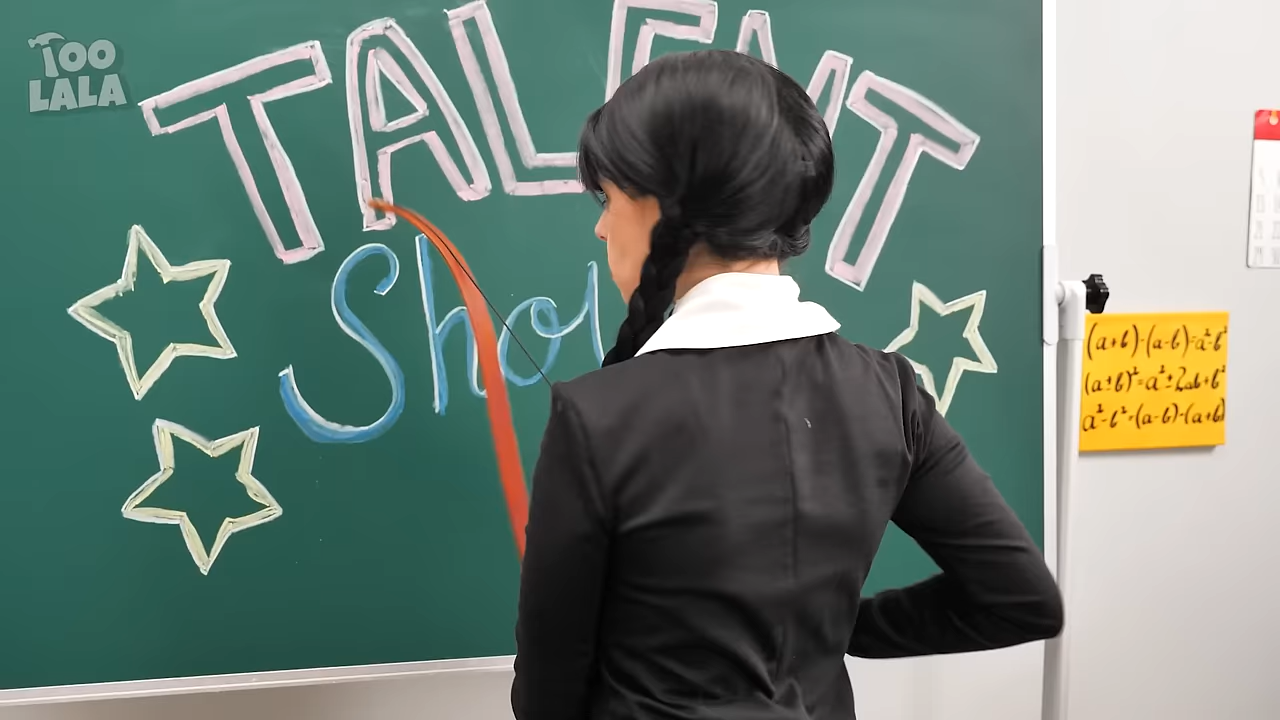 TOO
LALA
TALENT
Show
(a+b)·(a-b)=a²-b²
(a±b)²=a²±2ab+b²
a²-b²=(a-b)·(a+b)